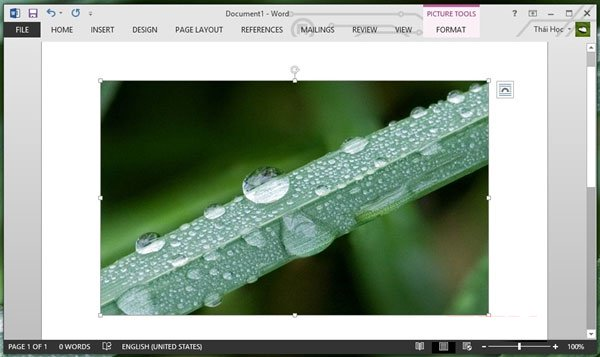 Document1 - Word
PICTURE TOOLS
FILE HOME INSERT DESIGN PAGE LAYOUT REFERENCES MAILINGS REVIEW VIEW FORMAT Thái Học
PAGE 1 OF 1 0 WORDS ENGLISH (UNITED STATES) 100%